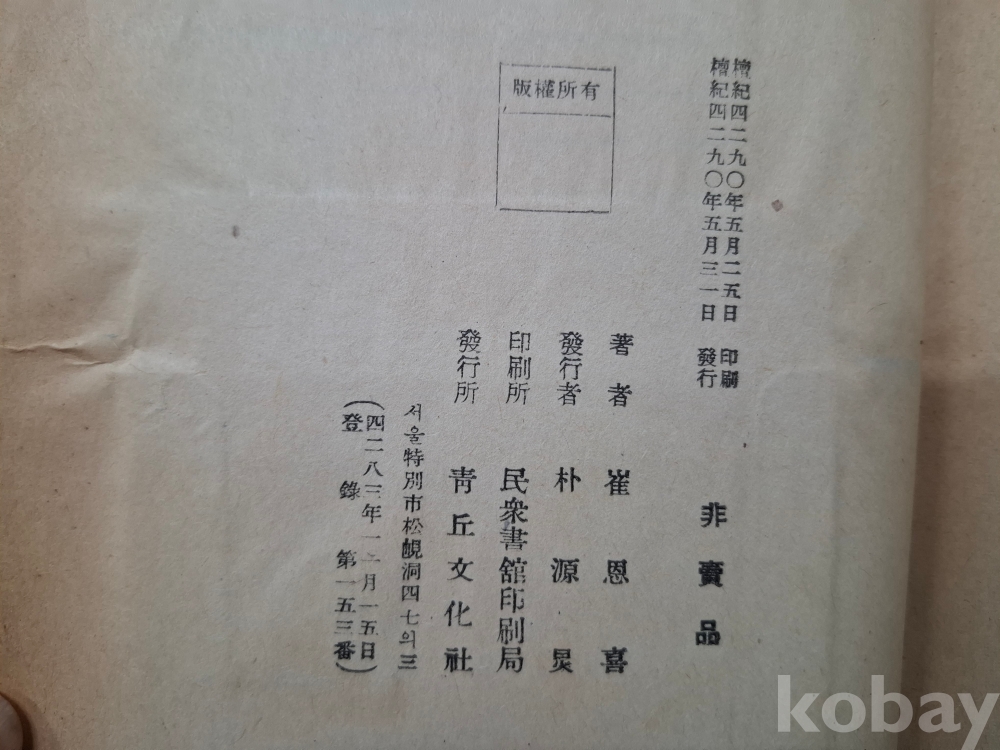 檀紀四二九〇年五月二五日 印刷
檀紀四二九〇年五月三一日 發行
非賣品
版權所有
著者 崔恩喜
發行者 朴源炅
印刷所 民衆書舘印刷局
發行所 靑丘文化社
서울特別市松峴洞四七의三
(四二八三年一二月一五日
登錄 第一五三番)
kobay